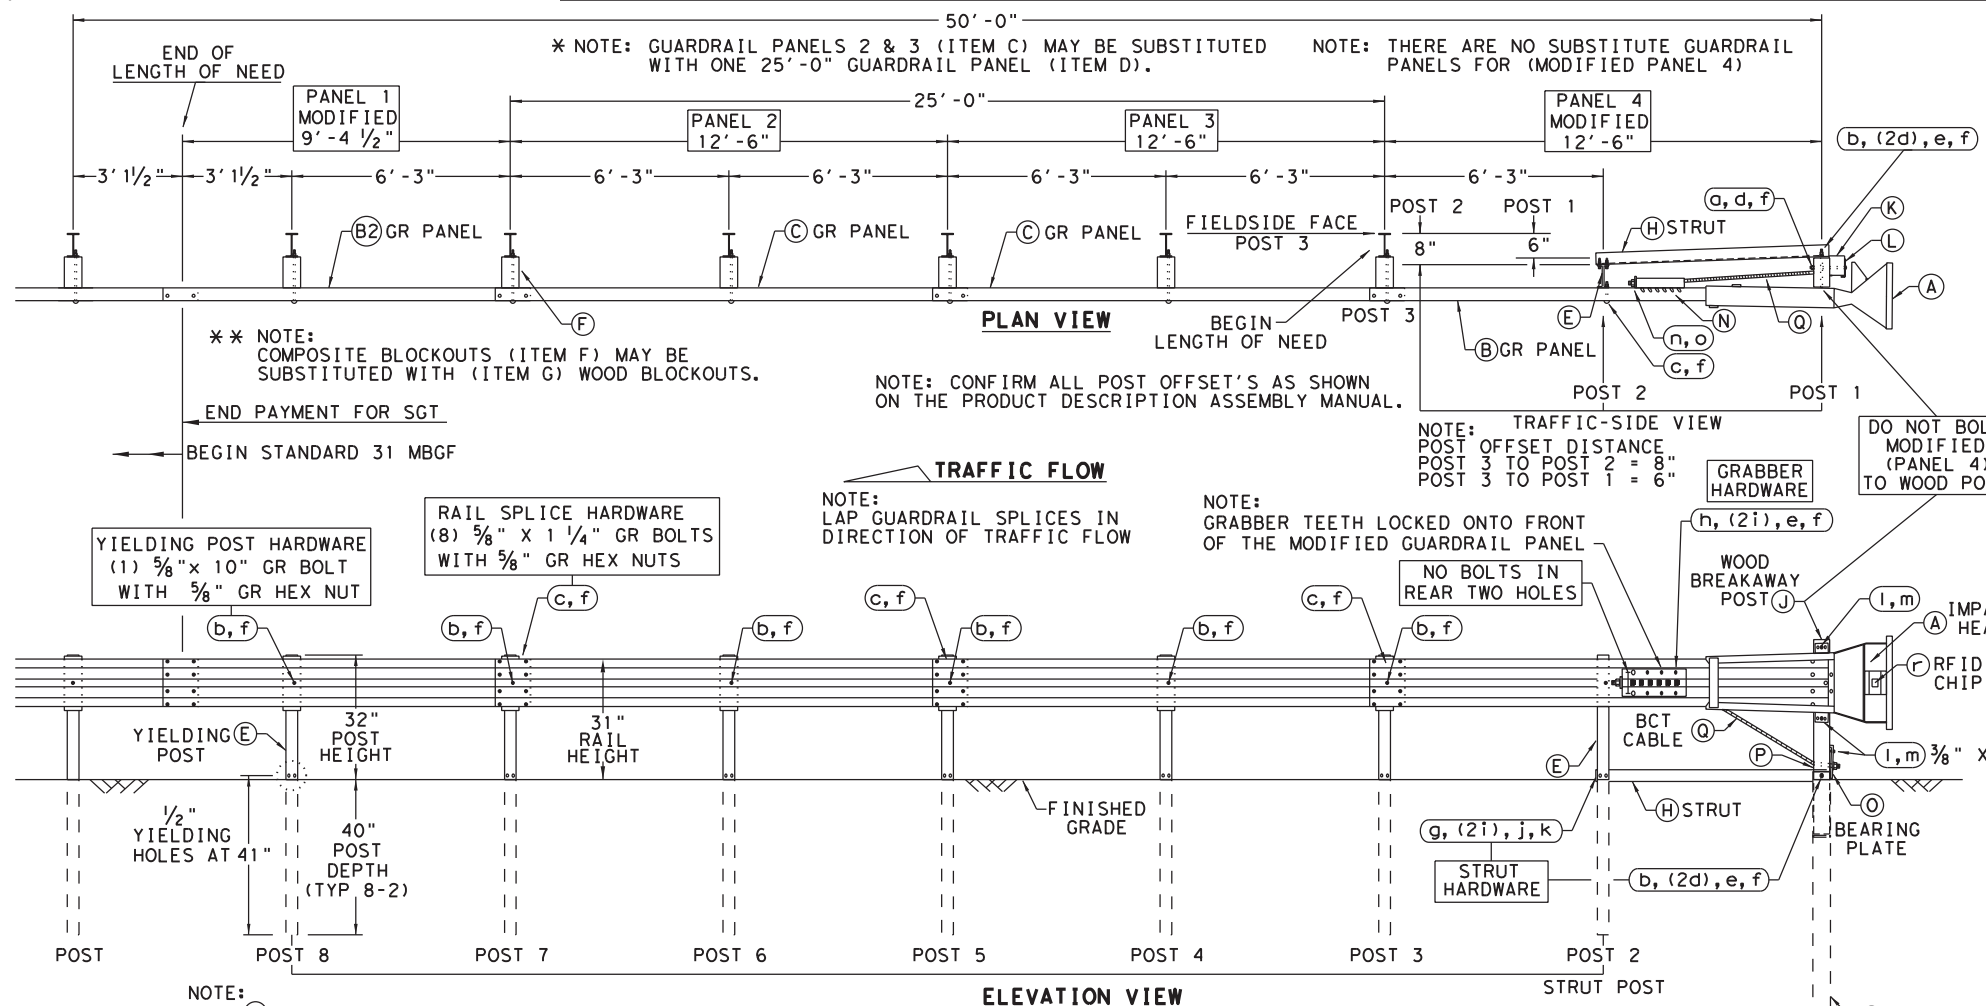 50'-0"
* NOTE: GUARDRAIL PANELS 2 & 3 (ITEM C) MAY BE SUBSTITUTED
WITH ONE 25'-0" GUARDRAIL PANEL (ITEM D).
NOTE: THERE ARE NO SUBSTITUTE GUARDRAIL
PANELS FOR (MODIFIED PANEL 4)
END OF
LENGTH OF NEED
25'-0"
PANEL 1
MODIFIED
9'-4 1/2"
PANEL 2
12'-6"
PANEL 3
12'-6"
PANEL 4
MODIFIED
12'-6"
b, (2d), e, f
3' 1 1/2"
3' 1 1/2"
6'-3"
6'-3"
6'-3"
6'-3"
6'-3"
6'-3"
POST 2
POST 1
a, d, f
K
B2 GR PANEL
C GR PANEL
C GR PANEL
FIELDSIDE FACE
POST 3
8"
6"
H STRUT
L
A
F
PLAN VIEW
BEGIN
LENGTH OF NEED
POST 3
E
N
Q
n, o
B GR PANEL
c, f
** NOTE:
COMPOSITE BLOCKOUTS (ITEM F) MAY BE
SUBSTITUTED WITH (ITEM G) WOOD BLOCKOUTS.
NOTE: CONFIRM ALL POST OFFSET'S AS SHOWN
ON THE PRODUCT DESCRIPTION ASSEMBLY MANUAL.
POST 2
POST 1
TRAFFIC-SIDE VIEW
NOTE:
POST OFFSET DISTANCE
POST 3 TO POST 2 = 8"
POST 3 TO POST 1 = 6"
END PAYMENT FOR SGT
BEGIN STANDARD 31 MBGF
DO NOT
MODIFIED
(PANEL 4)
TO WOOD
TRAFFIC FLOW
NOTE:
LAP GUARDRAIL SPLICES IN
DIRECTION OF TRAFFIC FLOW
NOTE:
GRABBER TEETH LOCKED ONTO FRONT
OF THE MODIFIED GUARDRAIL PANEL
GRABBER
HARDWARE
h, (2i), e, f
YIELDING POST HARDWARE
(1) 5/8"x 10" GR BOLT
WITH 5/8" GR HEX NUT
RAIL SPLICE HARDWARE
(8) 5/8" X 1 1/4" GR BOLTS
WITH 5/8" GR HEX NUTS
NO BOLTS IN
REAR TWO HOLES
WOOD
BREAKAWAY
POST J
l, m
A
r RFID
CHIP
c, f
c, f
c, f
b, f
b, f
b, f
b, f
b, f
b, f
YIELDING E
POST
32"
POST
HEIGHT
31"
RAIL
HEIGHT
BCT
CABLE Q
E
P
l, m 3/8" X
1/2"
YIELDING
HOLES AT 41"
40"
POST
DEPTH
(TYP 8-2)
FINISHED
GRADE
H STRUT
O
BEARING
PLATE
g, (2i), j, k
STRUT
HARDWARE
b, (2d), e, f
POST
POST 8
POST 7
POST 6
POST 5
POST 4
POST 3
POST 2
STRUT POST
NOTE:
ELEVATION VIEW